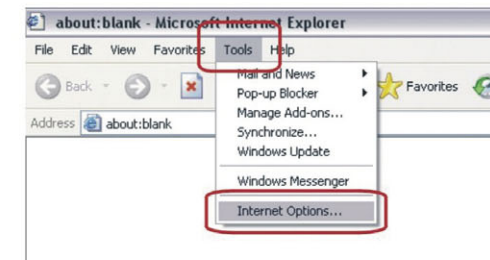 about:blank - Microsoft Internet Explorer
File Edit View Favorites Tools Help
Back Favorites
Mail and News
Pop-up Blocker
Manage Add-ons...
Address about:blank
Synchronize...
Windows Update
Windows Messenger
Internet Options...